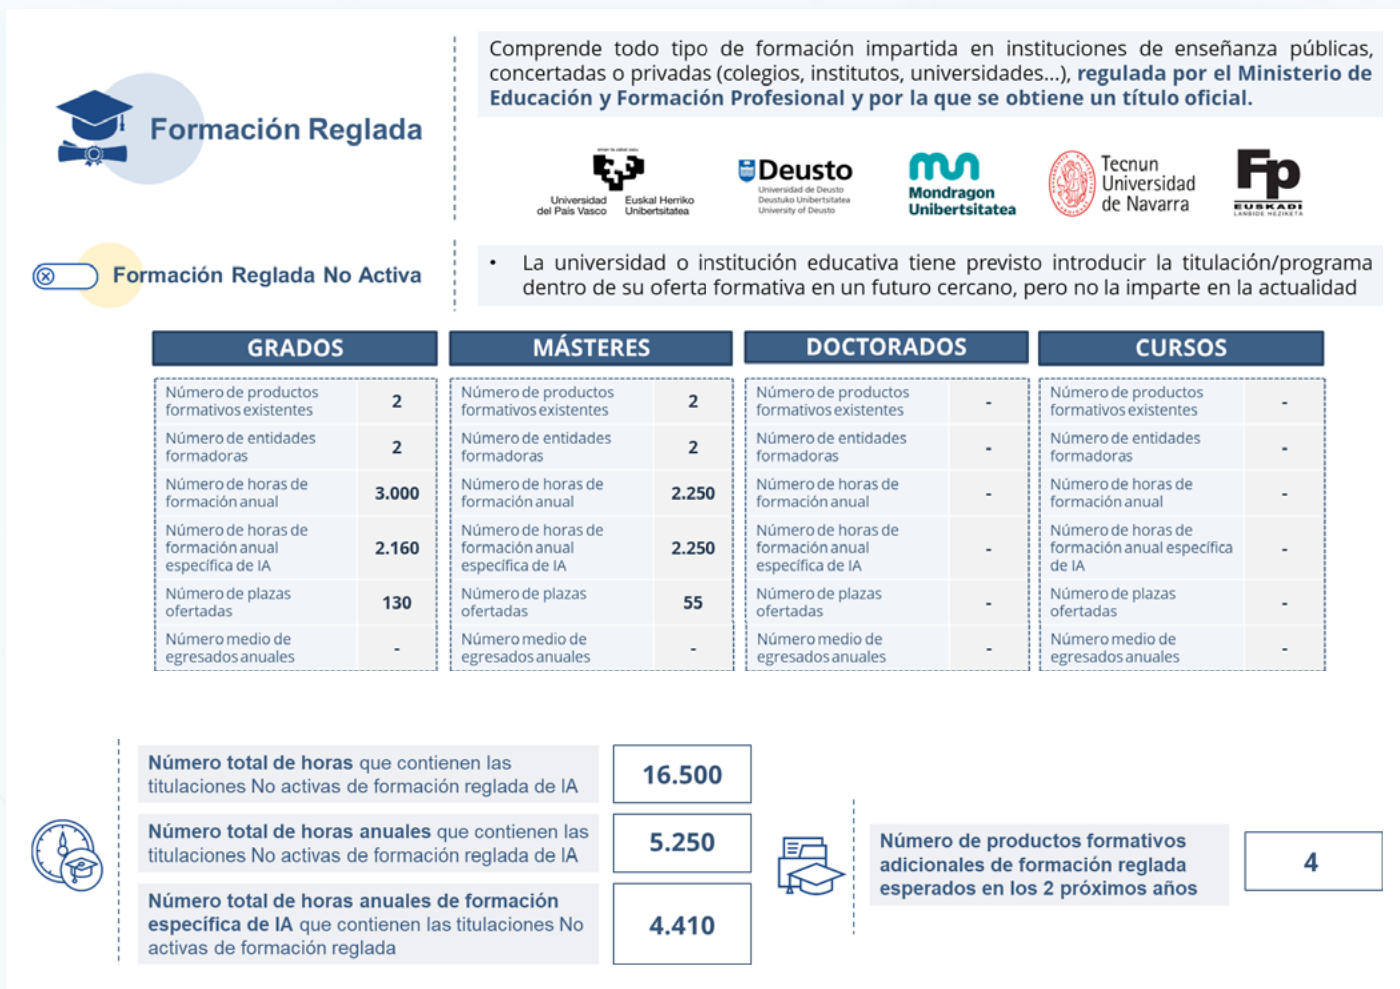 Formación Reglada
Comprende todo tipo de formación impartida en instituciones de enseñanza públicas,
concertadas o privadas (colegios, institutos, universidades...), regulada por el Ministerio de
Educación y Formación Profesional y por la que se obtiene un título oficial.
eman ta zabal zazu
Universidad
del País Vasco
Euskal Herriko
Unibertsitatea
Deusto
Universidad de Deusto
Deustuko Unibertsitatea
University of Deusto
Mondragon
Unibertsitatea
Tecnun
Universidad
de Navarra
Fp
EUSKADI
LANBIDE HEZIKETA
Formación Reglada No Activa
• La universidad o institución educativa tiene previsto introducir la titulación/programa
dentro de su oferta formativa en un futuro cercano, pero no la imparte en la actualidad
GRADOS
Número de productos
formativos existentes
2
Número de entidades
formadoras
2
Número de horas de
formación anual
3.000
Número de horas de
formación anual
específica de IA
2.160
Número de plazas
ofertadas
130
Número medio de
egresados anuales
-
MÁSTERES
Número de productos
formativos existentes
2
Número de entidades
formadoras
2
Número de horas de
formación anual
2.250
Número de horas de
formación anual
específica de IA
2.250
Número de plazas
ofertadas
55
Número medio de
egresados anuales
-
DOCTORADOS
Número de productos
formativos existentes
-
Número de entidades
formadoras
-
Número de horas de
formación anual
-
Número de horas de
formación anual
específica de IA
-
Número de plazas
ofertadas
-
Número medio de
egresados anuales
-
CURSOS
Número de productos
formativos existentes
-
Número de entidades
formadoras
-
Número de horas de
formación anual
-
Número de horas de
formación anual específica
de IA
-
Número de plazas
ofertadas
-
Número medio de
egresados anuales
-
Número total de horas que contienen las
titulaciones No activas de formación reglada de IA
16.500
Número total de horas anuales que contienen las
titulaciones No activas de formación reglada de IA
5.250
Número total de horas anuales de formación
específica de IA que contienen las titulaciones No
activas de formación reglada
4.410
Número de productos formativos
adicionales de formación reglada
esperados en los 2 próximos años
4